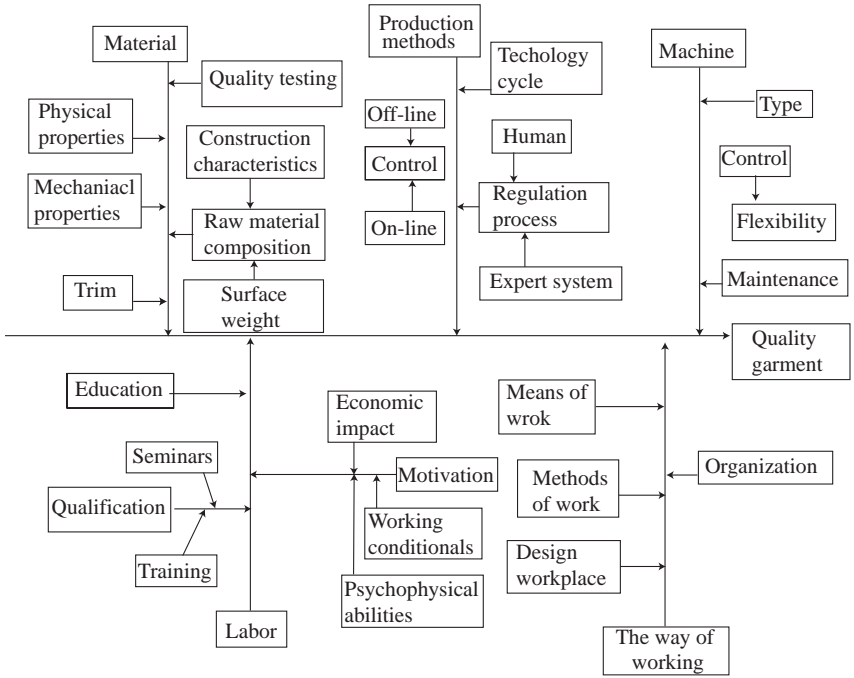 Material
Quality testing
Physical
properties
Construction
characteristics
Mechaniacl
properties
Raw material
composition
Trim
Surface
weight
Production
methods
Techology
cycle
Off-line
Control
On-line
Human
Regulation
process
Expert system
Machine
Type
Control
Flexibility
Maintenance
Quality
garment
Education
Seminars
Qualification
Training
Labor
Economic
impact
Motivation
Working
conditionals
Psychophysical
abilities
Means of
wrok
Methods
of work
Organization
Design
workplace
The way of
working